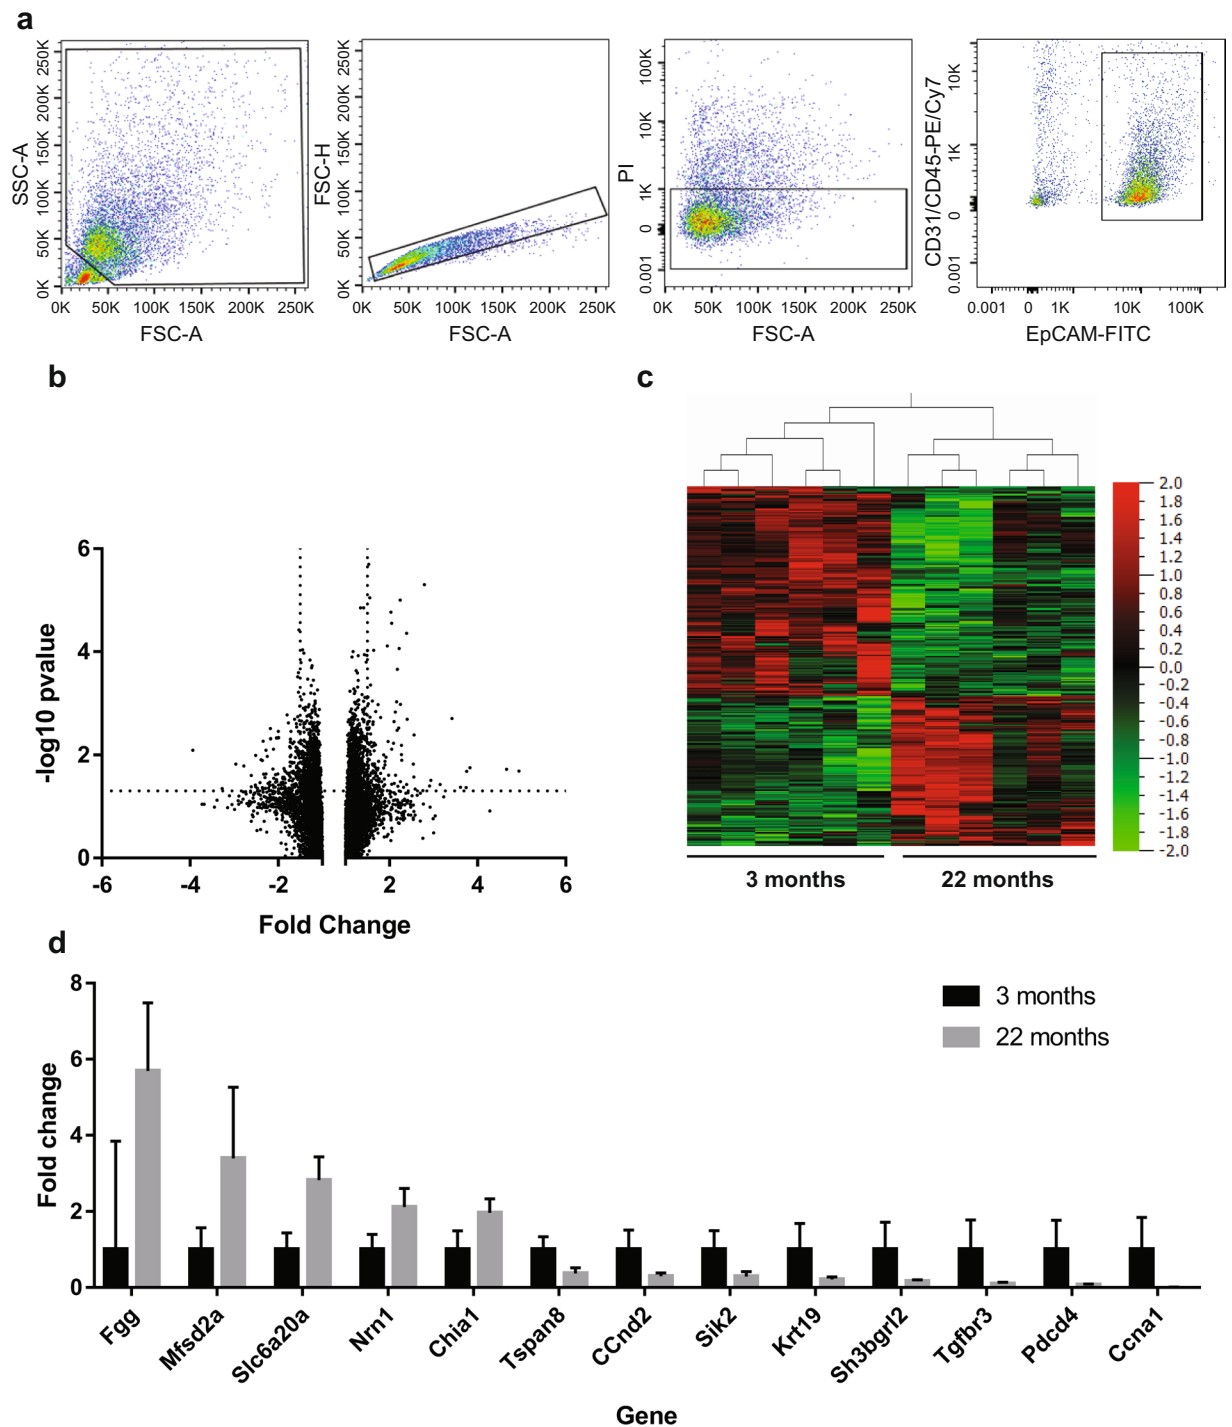 a
SSC-A
250K
200K
150K
100K
50K
0K
0K 50K 100K 150K 200K 250K
FSC-A
FSC-H
250K
200K
150K
100K
50K
0K
0K 50K 100K 150K 200K 250K
FSC-A
PI
100K
10K
1K
0
0.001
0K 50K 100K 150K 200K 250K
FSC-A
CD31/CD45-PE/Cy7
10K
1K
0
0.001
0.001 0 1K 10K 100K
EpCAM-FITC
b
-log10 pvalue
6
4
2
0
-6 -4 -2 2 4 6
Fold Change
c
2.0
1.8
1.6
1.4
1.2
1.0
0.8
0.6
0.4
0.2
0.0
-0.2
-0.4
-0.6
-0.8
-1.0
-1.2
-1.4
-1.6
-1.8
-2.0
3 months 22 months
d
Fold change
8
6
4
2
0
3 months
22 months
Fgg Mfsd2a Slc6a20a Nrn1 Chia1 Tspan8 CCnd2 Sik2 Krt19 Sh3bgrl2 Tgfbr3 Pdcd4 Ccna1
Gene